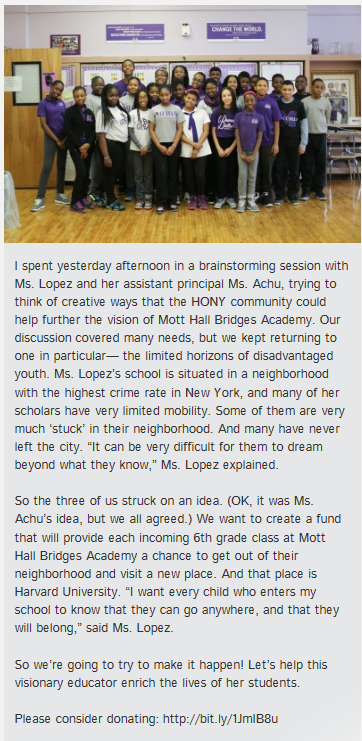 CHANGE THE WORLD.
I spent yesterday afternoon in a brainstorming session with
Ms. Lopez and her assistant principal Ms. Achu, trying to
think of creative ways that the HONY community could
help further the vision of Mott Hall Bridges Academy. Our
discussion covered many needs, but we kept returning to
one in particular— the limited horizons of disadvantaged
youth. Ms. Lopez's school is situated in a neighborhood
with the highest crime rate in New York, and many of her
scholars have very limited mobility. Some of them are very
much 'stuck' in their neighborhood. And many have never
left the city. “It can be very difficult for them to dream
beyond what they know,” Ms. Lopez explained.
So the three of us struck on an idea. (OK, it was Ms.
Achu's idea, but we all agreed.) We want to create a fund
that will provide each incoming 6th grade class at Mott
Hall Bridges Academy a chance to get out of their
neighborhood and visit a new place. And that place is
Harvard University. “I want every child who enters my
school to know that they can go anywhere, and that they
will belong,” said Ms. Lopez.
So we're going to try to make it happen! Let's help this
visionary educator enrich the lives of her students.
Please consider donating: http://bit.ly/1JmIB8u